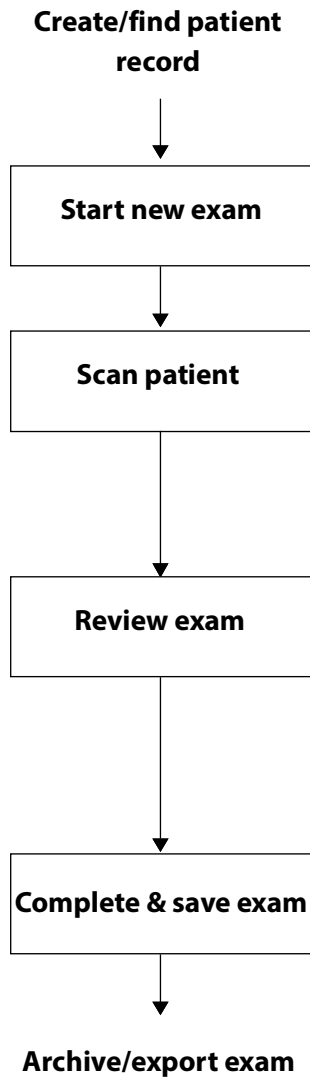 Create/find patient
record
Start new exam
Scan patient
Review exam
Complete & save exam
Archive/export exam